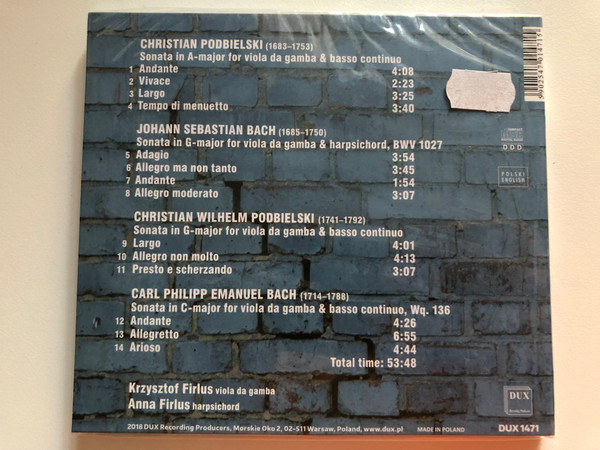 CHRISTIAN PODBIELSKI (1683–1753)
Sonata in A-major for viola da gamba & basso continuo
1 Andante 4:08
2 Vivace 2:23
3 Largo 3:25
4 Tempo di menuetto 3:40
JOHANN SEBASTIAN BACH (1685–1750)
Sonata in G-major for viola da gamba & harpsichord, BWV 1027
5 Adagio 3:54
6 Allegro ma non tanto 3:45
7 Andante 1:54
8 Allegro moderato 3:07
CHRISTIAN WILHELM PODBIELSKI (1741–1792)
Sonata in G-major for viola da gamba & basso continuo
9 Largo 4:01
10 Allegro non molto 4:13
11 Presto e scherzando 3:07
CARL PHILIPP EMANUEL BACH (1714–1788)
Sonata in C-major for viola da gamba & basso continuo, Wq. 136
12 Andante 4:26
13 Allegretto 6:55
14 Arioso 4:44
Total time: 53:48
Krzysztof Firlus viola da gamba
Anna Firlus harpsichord
2018 DUX Recording Producers, Morskie Oko 2, 02-511 Warsaw, Poland, www.dux.pl
MADE IN POLAND
DUX 1471
DUX
DDD
POLSKI
ENGLISH